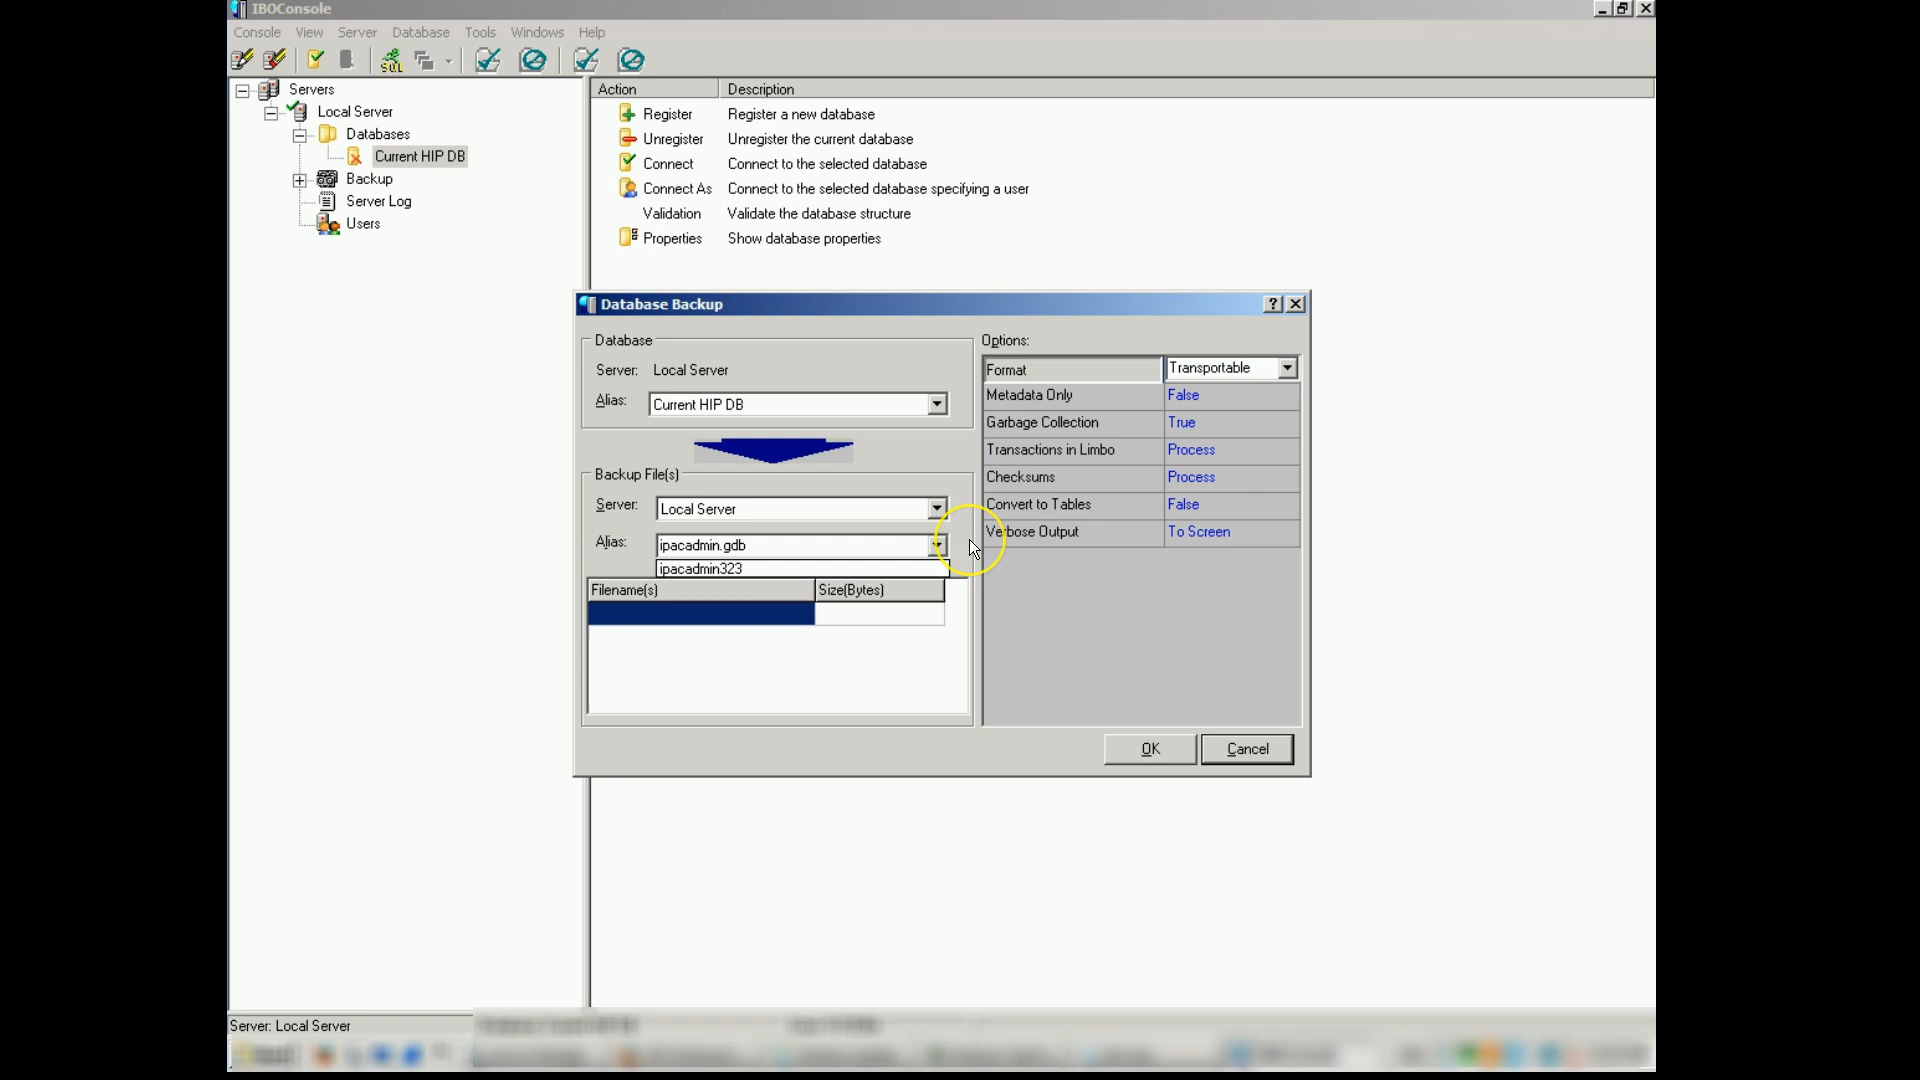 IBOConsole
Console View Server Database Tools Windows Help
SQL
Servers
Local Server
Databases
Current HIP DB
Backup
Server Log
Users
Action Description
Register Register a new database
Unregister Unregister the current database
Connect Connect to the selected database
Connect As Connect to the selected database specifying a user
Validation Validate the database structure
Properties Show database properties
Database Backup
Database
Server: Local Server
Alias: Current HIP DB
Backup File(s)
Server: Local Server
Alias: ipacadmin.gdb
ipacadmin323
Filename(s) Size(Bytes)
Options:
Format Transportable
Metadata Only False
Garbage Collection True
Transactions in Limbo Process
Checksums Process
Convert to Tables False
Verbose Output To Screen
OK Cancel
Server: Local Server